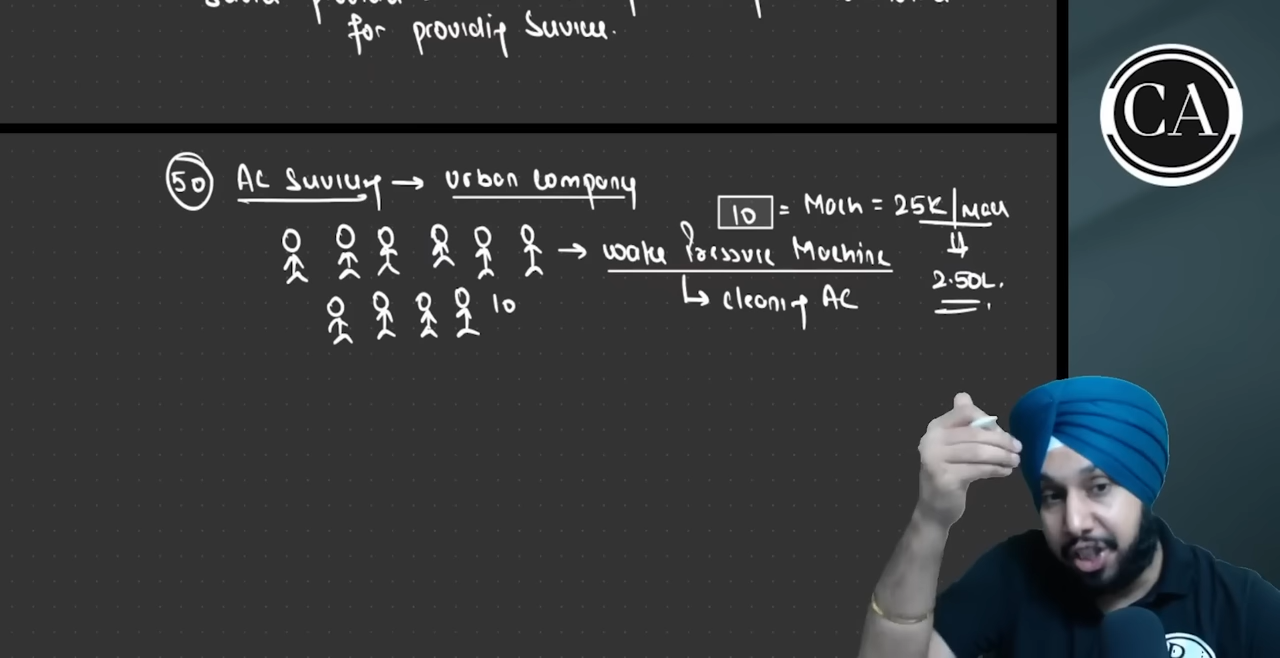 for providing Service.
CA
50 AC Servicing → Urban Company
10 = Mach = 25K/Mach
→ Water Pressure Machine
⇓
↳ cleaning AC
2.50L.
10